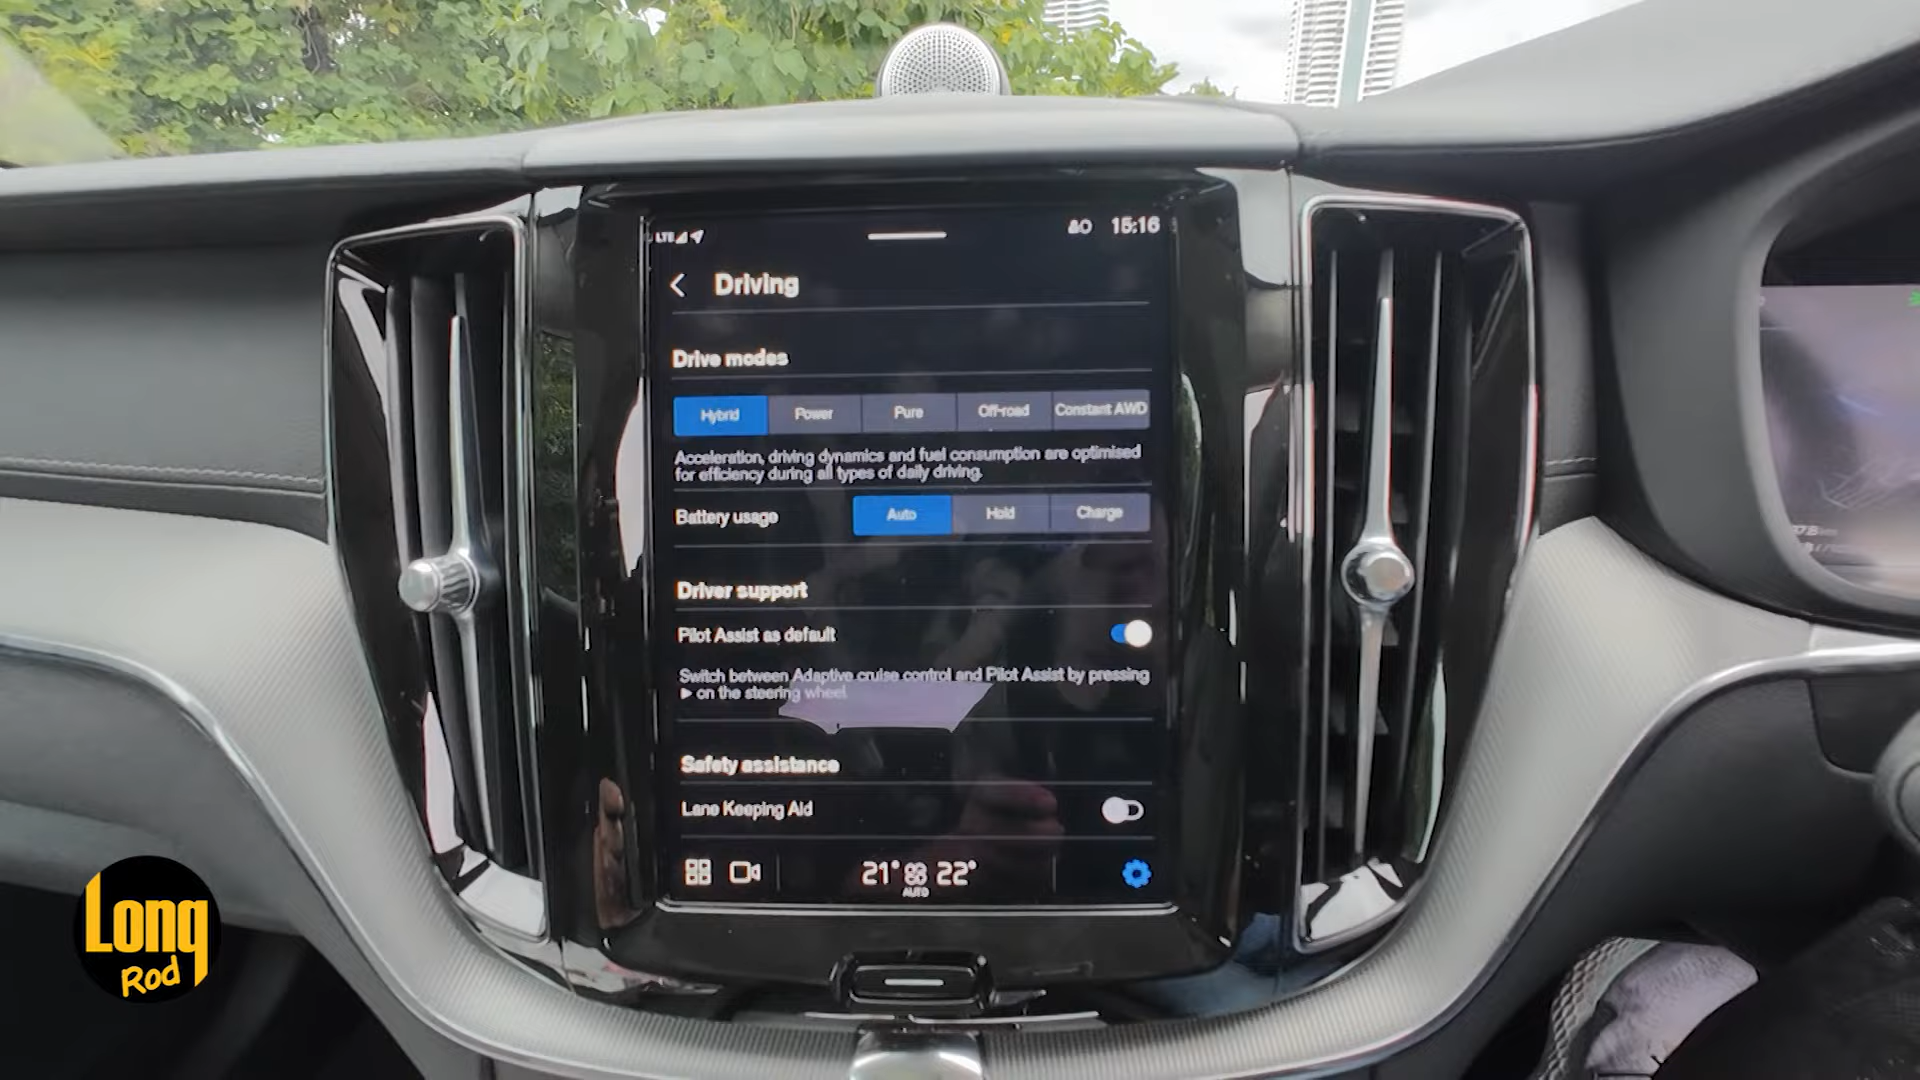 LTE 15:16
Driving
Drive modes
Hybrid Power Pure Off-road Constant AWD
Acceleration, driving dynamics and fuel consumption are optimised
for efficiency during all types of daily driving.
Battery usage Auto Hold Charge
Driver support
Pilot Assist as default
Switch between Adaptive cruise control and Pilot Assist by pressing
▶ on the steering wheel.
Safety assistance
Lane Keeping Aid
21° 22°
AUTO
Long
Rod